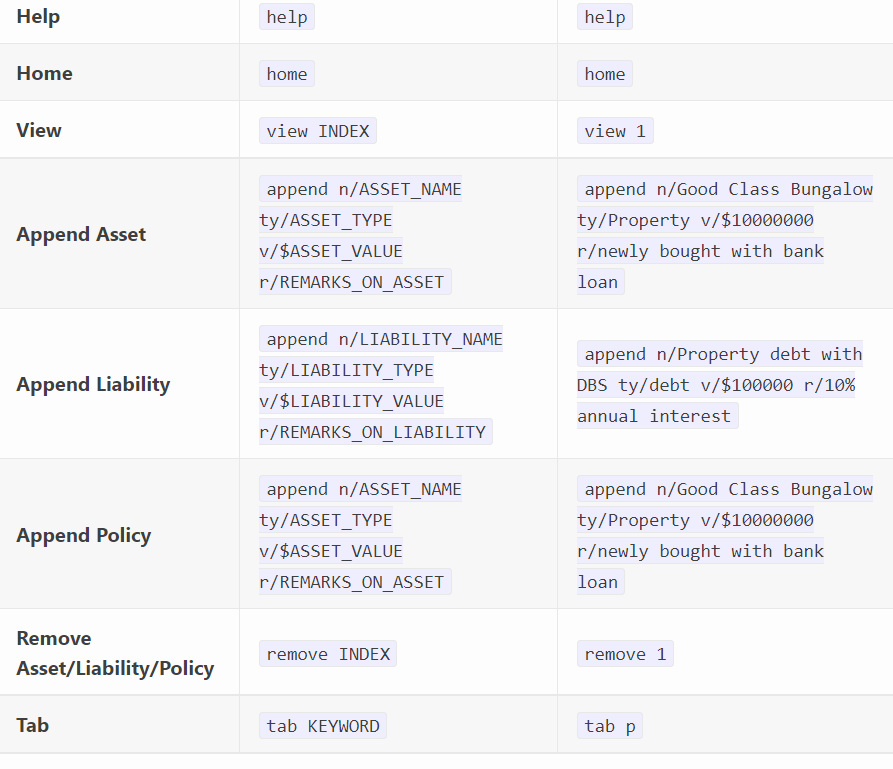 Help help help
Home home home
View view INDEX view 1
Append Asset
append n/ASSET_NAME
ty/ASSET_TYPE
v/$ASSET_VALUE
r/REMARKS_ON_ASSET
append n/Good Class Bungalow
ty/Property v/$10000000
r/newly bought with bank
loan
Append Liability
append n/LIABILITY_NAME
ty/LIABILITY_TYPE
v/$LIABILITY_VALUE
r/REMARKS_ON_LIABILITY
append n/Property debt with
DBS ty/debt v/$100000 r/10%
annual interest
Append Policy
append n/ASSET_NAME
ty/ASSET_TYPE
v/$ASSET_VALUE
r/REMARKS_ON_ASSET
append n/Good Class Bungalow
ty/Property v/$10000000
r/newly bought with bank
loan
Remove
Asset/Liability/Policy
remove INDEX
remove 1
Tab tab KEYWORD tab p